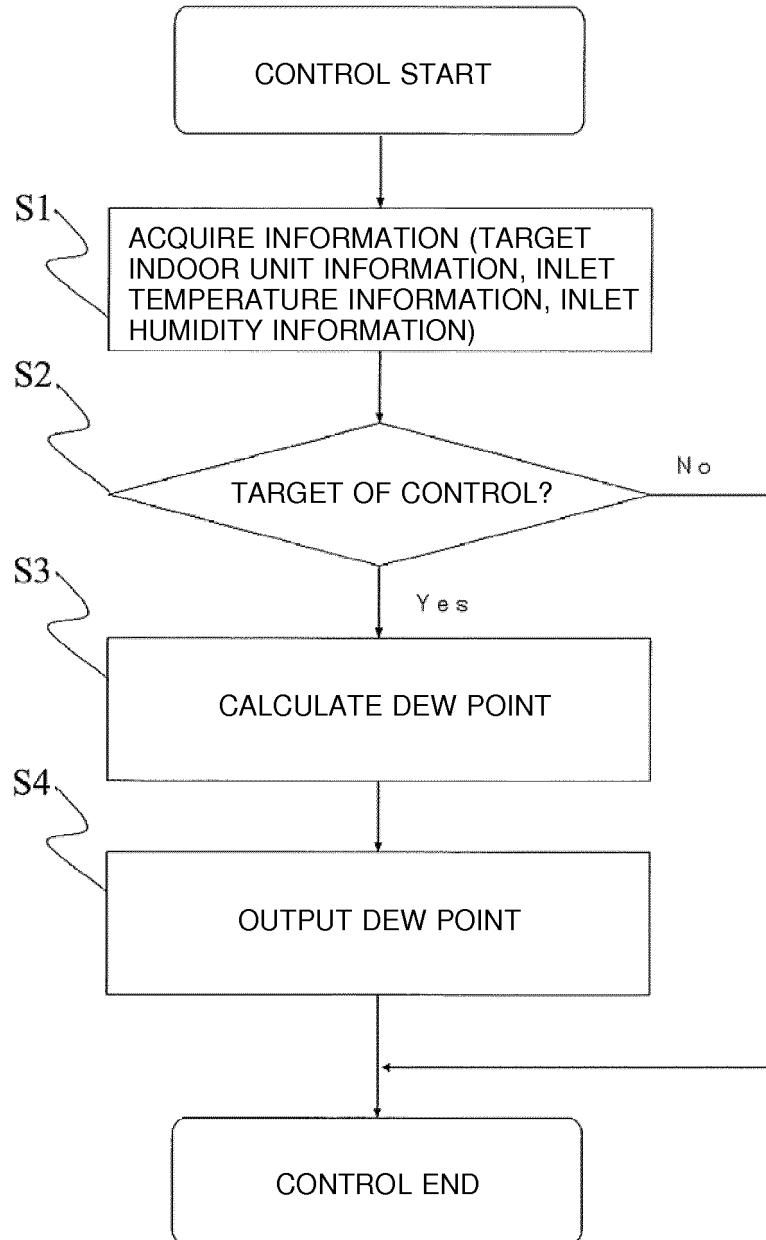 CONTROL START
S1
ACQUIRE INFORMATION (TARGET
INDOOR UNIT INFORMATION, INLET
TEMPERATURE INFORMATION, INLET
HUMIDITY INFORMATION)
S2
TARGET OF CONTROL?
No
Yes
S3
CALCULATE DEW POINT
S4
OUTPUT DEW POINT
CONTROL END